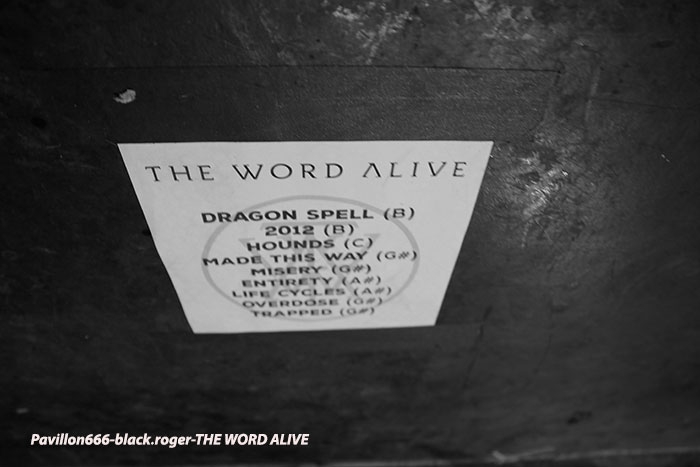 THE WORD ALIVE
DRAGON SPELL (B)
2012 (B)
HOUNDS (C)
MADE THIS WAY (G#)
MISERY (G#)
ENTIRETY (A#)
LIFE CYCLES (A#)
OVERDOSE (G#)
TRAPPED (G#)
Pavillon666-black.roger-THE WORD ALIVE